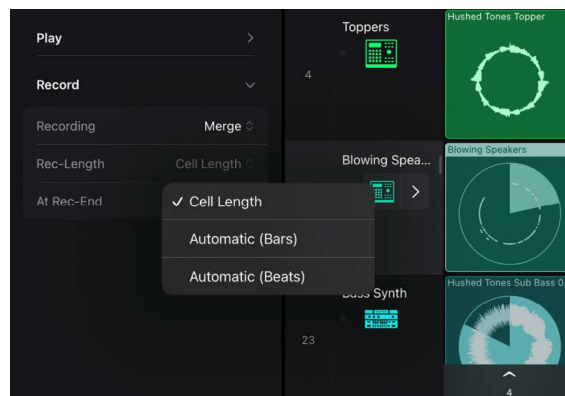 Play
Record
Recording
Merge
Rec-Length
Cell Length
At Rec-End
Cell Length
Automatic (Bars)
Automatic (Beats)
4
Toppers
Hushed Tones Topper
Blowing Spea...
Blowing Speakers
23
Bass Synth
Hushed Tones Sub Bass 0
4